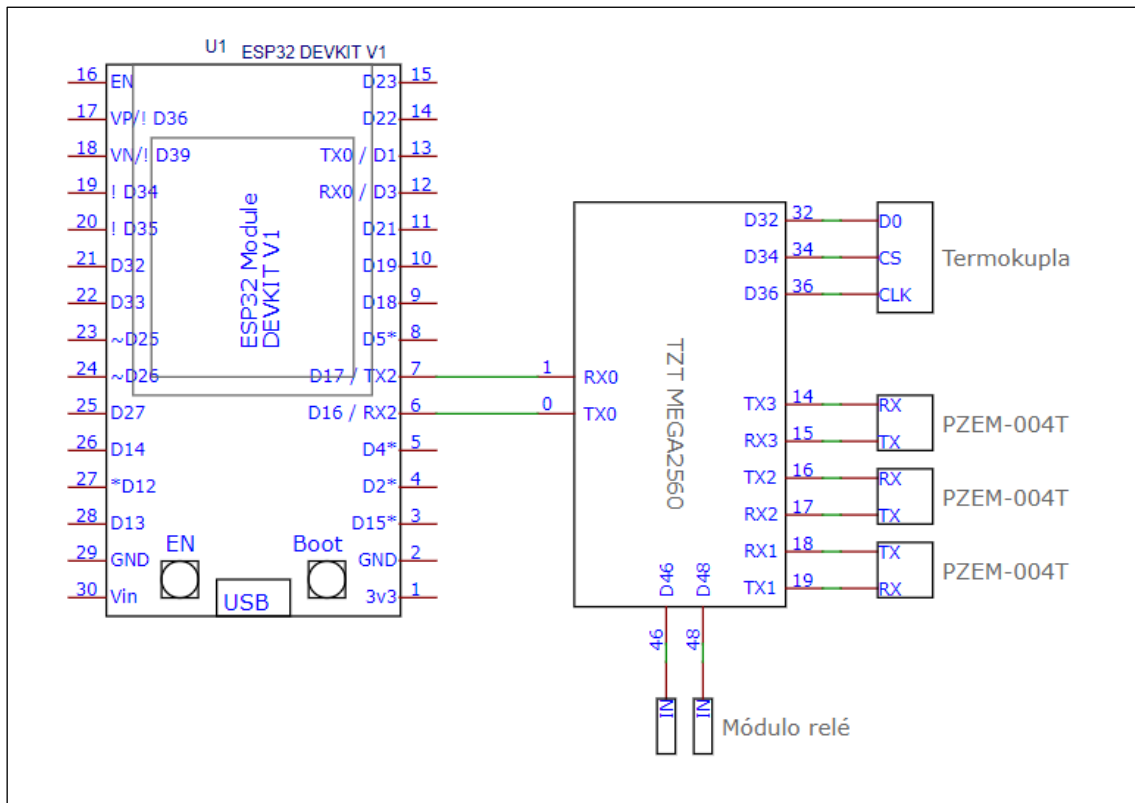 U1 ESP32 DEVKIT V1
16 EN
17 VP/! D36
18 VN/! D39
19 ! D34
20 ! D35
21 D32
22 D33
23 ~D25
24 ~D26
25 D27
26 D14
27 *D12
28 D13
29 GND
30 Vin
D23 15
D22 14
TX0 / D1 13
RX0 / D3 12
D21 11
D19 10
D18 9
D5* 8
D17 / TX2 7
D16 / RX2 6
D4* 5
D2* 4
D15* 3
GND 2
3v3 1
ESP32 Module
DEVKIT V1
EN
Boot
USB
1 RX0
0 TX0
TZT MEGA2560
D32 32 D0
D34 34 CS
D36 36 CLK
Termokupla
TX3 14 RX
RX3 15 TX
PZEM-004T
TX2 16 RX
RX2 17 TX
PZEM-004T
RX1 18 TX
TX1 19 RX
PZEM-004T
D46 46 IN
D48 48 IN
Módulo relé